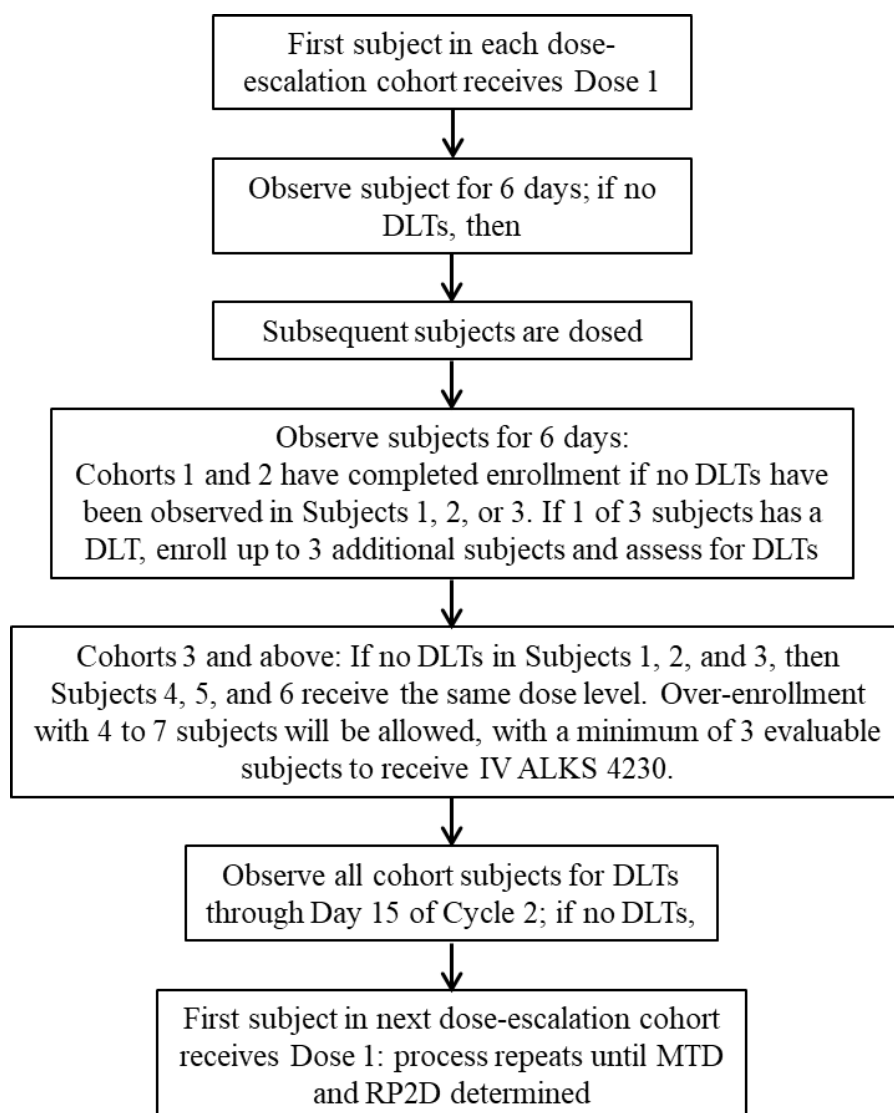 First subject in each dose-
escalation cohort receives Dose 1
Observe subject for 6 days; if no
DLTs, then
Subsequent subjects are dosed
Observe subjects for 6 days:
Cohorts 1 and 2 have completed enrollment if no DLTs have
been observed in Subjects 1, 2, or 3. If 1 of 3 subjects has a
DLT, enroll up to 3 additional subjects and assess for DLTs
Cohorts 3 and above: If no DLTs in Subjects 1, 2, and 3, then
Subjects 4, 5, and 6 receive the same dose level. Over-enrollment
with 4 to 7 subjects will be allowed, with a minimum of 3 evaluable
subjects to receive IV ALKS 4230.
Observe all cohort subjects for DLTs
through Day 15 of Cycle 2; if no DLTs,
First subject in next dose-escalation cohort
receives Dose 1: process repeats until MTD
and RP2D determined